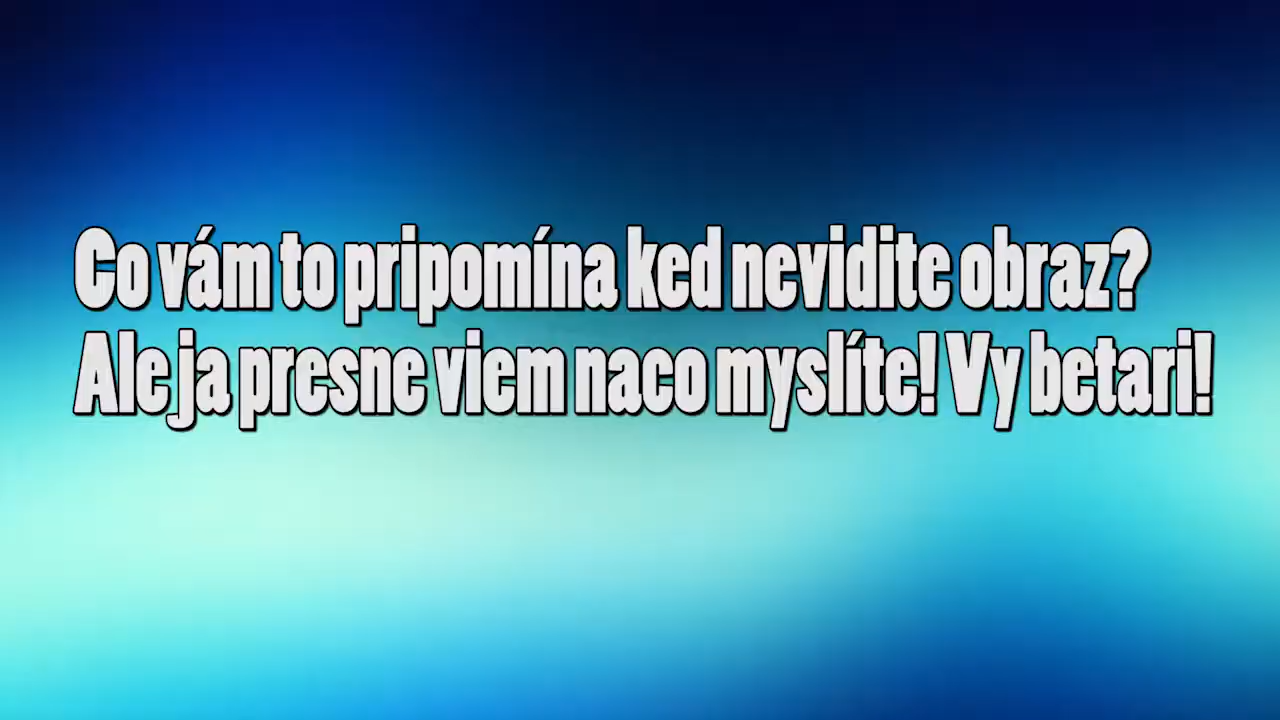 Co vám to pripomína ked nevidite obraz?
Ale ja presne viem naco myslíte! Vy betari!